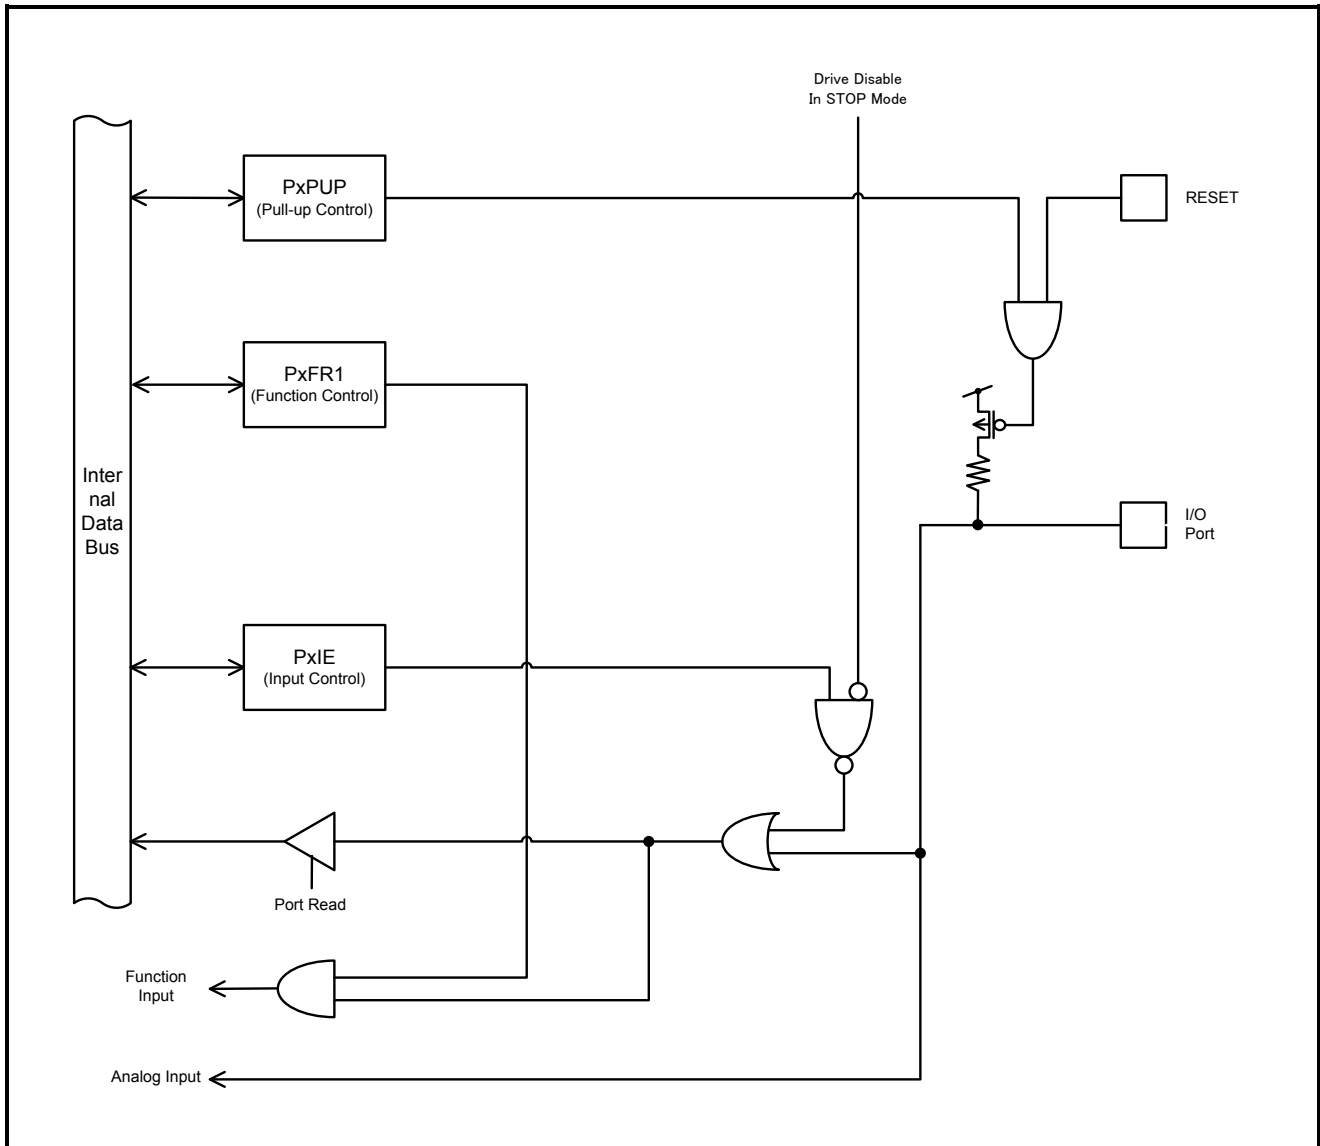 Drive Disable
In STOP Mode
PxPUP
(Pull-up Control)
RESET
PxFR1
(Function Control)
Inter
nal
Data
Bus
I/O
Port
PxIE
(Input Control)
Port Read
Function
Input
Analog Input